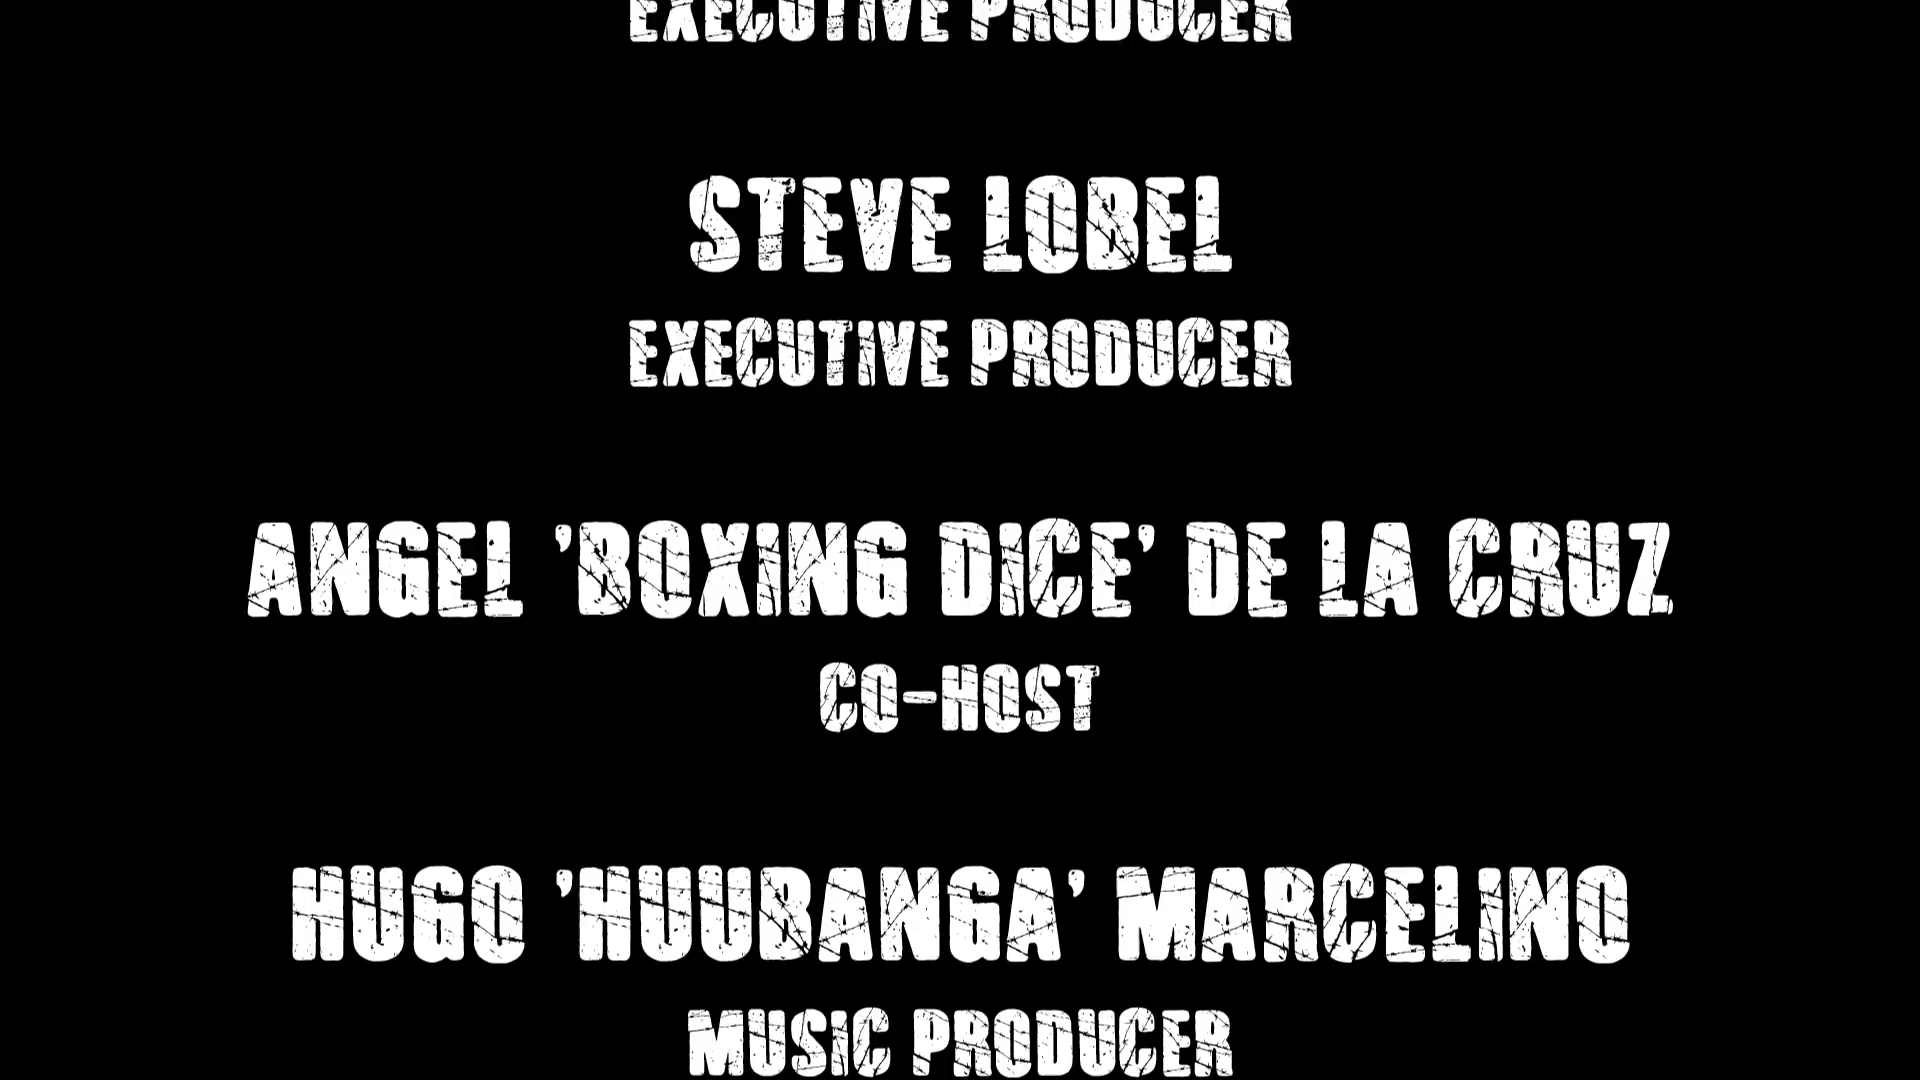 EXECUTIVE PRODUCER
STEVE LOBEL
EXECUTIVE PRODUCER
ANGEL 'BOXING DICE' DE LA CRUZ
CO-HOST
HUGO 'HUUBANGA' MARCELINO
MUSIC PRODUCER